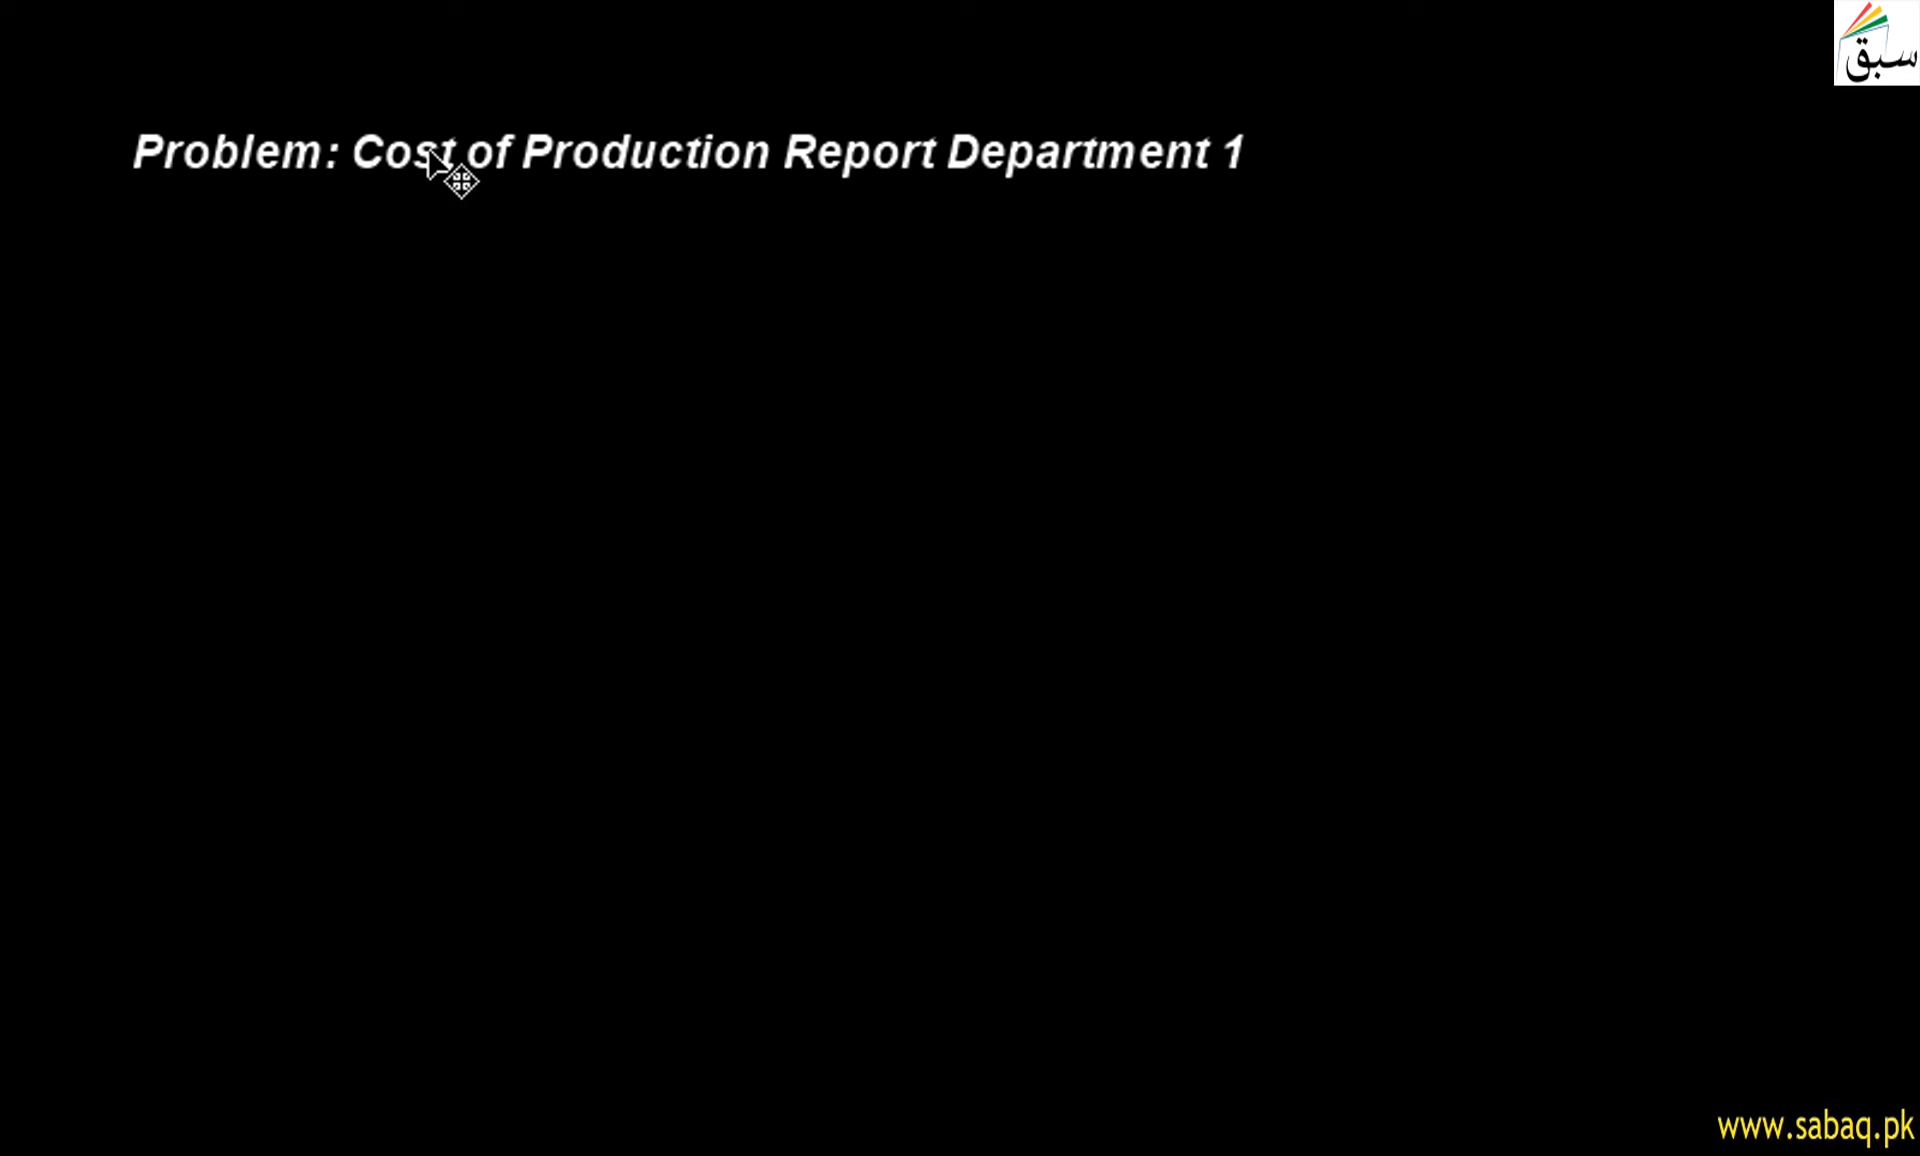 سبق
Problem: Cost of Production Report Department 1
www.sabaq.pk